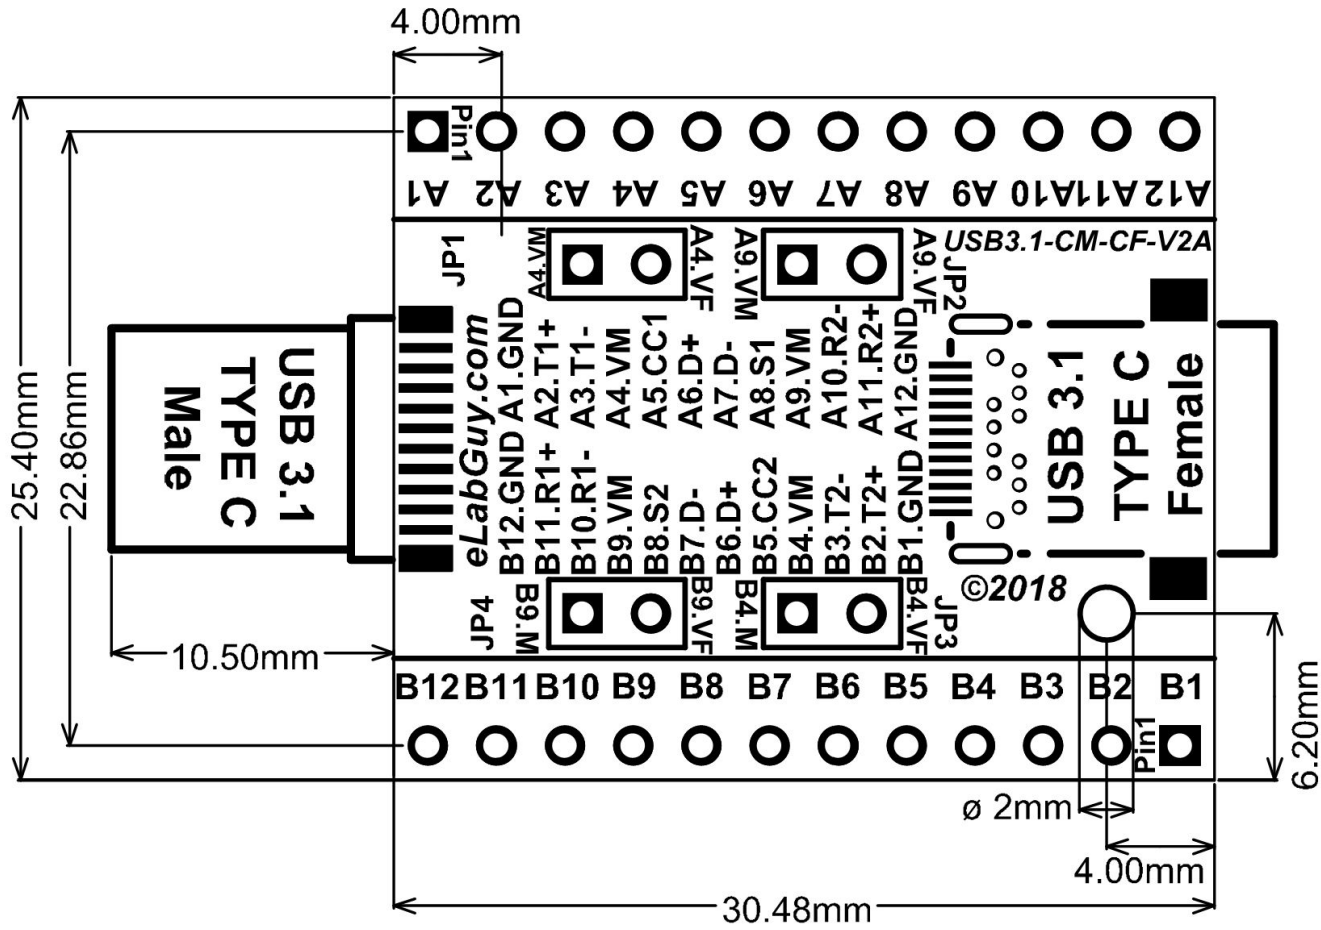 4.00mm
Pin1
A1 A2 A3 A4 A5 A6 A7 A8 A9 A10 A11 A12
USB3.1-CM-CF-V2A
JP1
A4.VM
A4.VF
A9.VM
A9.VF
JP2
25.40mm
22.86mm
USB 3.1
TYPE C
Male
eLabGuy.com
A1.GND
A2.T1+
A3.T1-
A4.VM
A5.CC1
A6.D+
A7.D-
A8.S1
A9.VM
A10.R2-
A11.R2+
A12.GND
B12.GND
B11.R1+
B10.R1-
B9.VM
B8.S2
B7.D-
B6.D+
B5.CC2
B4.VM
B3.T2-
B2.T2+
B1.GND
USB 3.1
TYPE C
Female
©2018
JP4
B9.M
B9.VF
B4.M
B4.VF
JP3
10.50mm
B12 B11 B10 B9 B8 B7 B6 B5 B4 B3 B2 B1
Pin1
6.20mm
ø 2mm
4.00mm
30.48mm